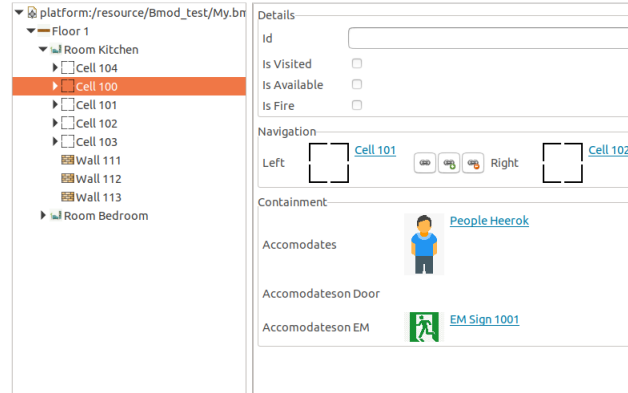 platform:/resource/Bmod_test/My.bm
Floor 1
Room Kitchen
Cell 104
Cell 100
Cell 101
Cell 102
Cell 103
Wall 111
Wall 112
Wall 113
Room Bedroom
Details
Id
Is Visited
Is Available
Is Fire
Navigation
Left Cell 101 Right Cell 102
Containment
Accomodates People Heerok
Accomodateson Door
Accomodateson EM EM Sign 1001